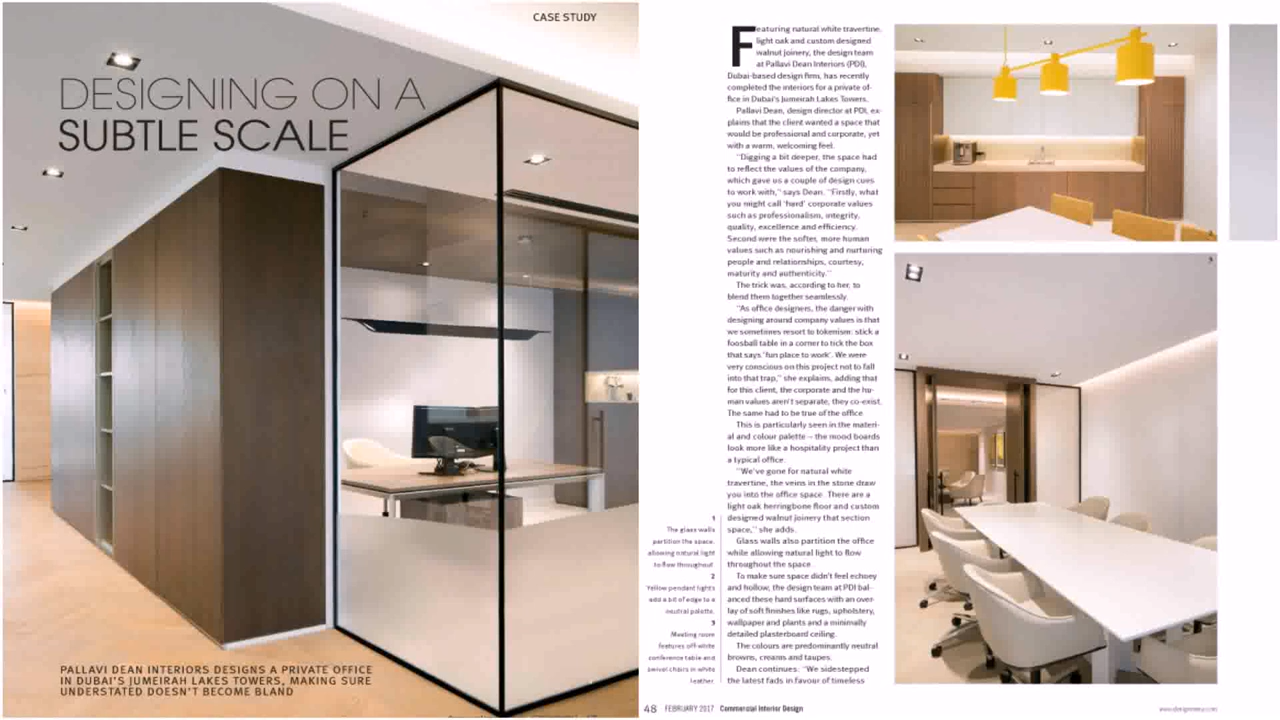 CASE STUDY
DESIGNING ON A
SUBTLE SCALE
PALLAVI DEAN INTERIORS DESIGNS A PRIVATE OFFICE
IN DUBAI'S JUMEIRAH LAKES TOWERS, MAKING SURE
UNDERSTATED DOESN'T BECOME BLAND
Featuring natural white travertine,
light oak and custom designed
walnut joinery, the design team
at Pallavi Dean Interiors (PDI),
Dubai-based design firm, has recently
completed the interiors for a private of-
fice in Dubai's Jumeirah Lakes Towers.
Pallavi Dean, design director at PDI, ex-
plains that the client wanted a space that
would be professional and corporate, yet
with a warm, welcoming feel.
"Digging a bit deeper, the space had
to reflect the values of the company,
which gave us a couple of design cues
to work with," says Dean. "Firstly, what
you might call 'hard' corporate values
such as professionalism, integrity,
quality, excellence and efficiency.
Second were the softer, more human
values such as nourishing and nurturing
people and relationships, courtesy,
maturity and authenticity."
The trick was, according to her, to
blend them together seamlessly.
"As office designers, the danger with
designing around company values is that
we sometimes resort to tokenism: stick a
foosball table in a corner to tick the box
that says 'fun place to work'. We were
very conscious on this project not to fall
into that trap," she explains, adding that
for this client, the corporate and the hu-
man values aren't separate, they co-exist.
The same had to be true of the office.
This is particularly seen in the materi-
al and colour palette – the mood boards
look more like a hospitality project than
a typical office.
"We've gone for natural white
travertine, the veins in the stone draw
you into the office space. There are a
light oak herringbone floor and custom
designed walnut joinery that section
space," she adds.
Glass walls also partition the office
while allowing natural light to flow
throughout the space.
To make sure space didn't feel echoey
and hollow, the design team at PDI bal-
anced these hard surfaces with an over-
lay of soft finishes like rugs, upholstery,
wallpaper and plants and a minimally
detailed plasterboard ceiling.
The colours are predominantly neutral
browns, creams and taupes.
Dean continues: "We sidestepped
the latest fads in favour of timeless
1
The glass walls
partition the space,
allowing natural light
to flow throughout.
2
Yellow pendant lights
add a bit of edge to a
neutral palette.
3
Meeting room
features off-white
conference table and
swivel chairs in white
leather.
3
48 FEBRUARY 2017 Commercial Interior Design